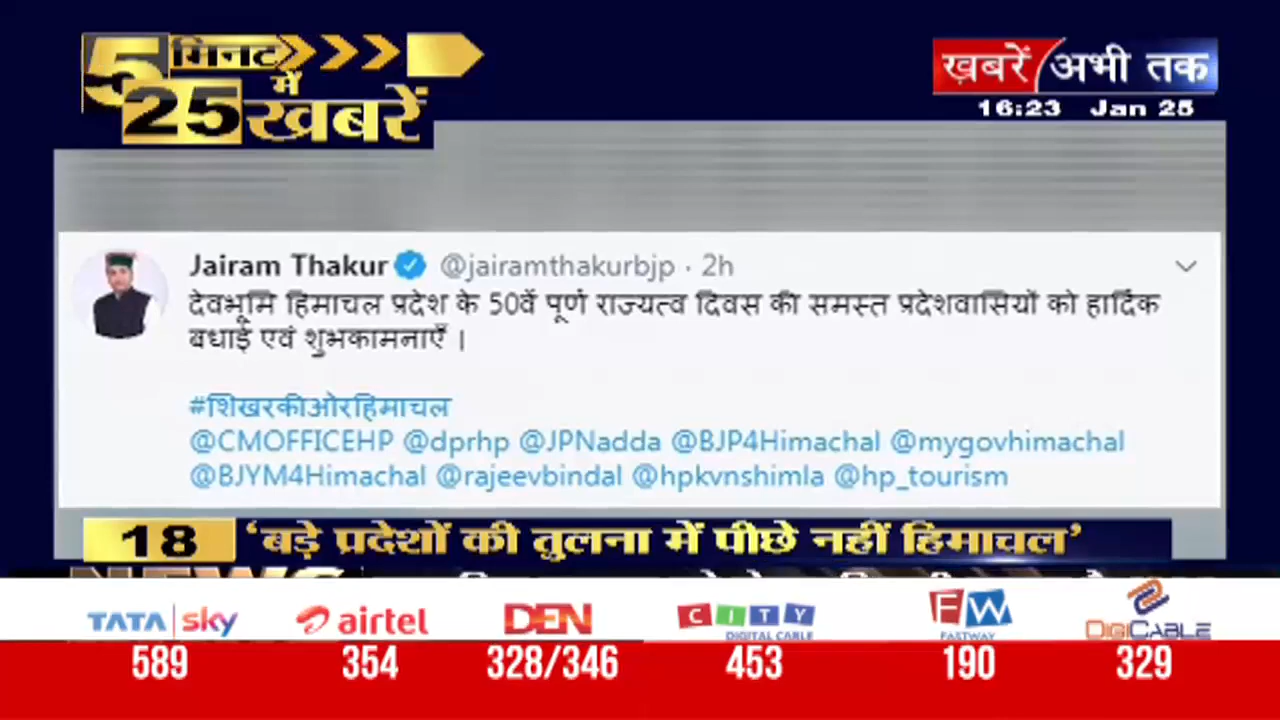 5 मिनट में 25 खबरें
ख़बरें अभी तक
16:23 Jan 25
Jairam Thakur @jairamthakurbjp · 2h
देवभूमि हिमाचल प्रदेश के 50वें पूर्ण राज्यत्व दिवस की समस्त प्रदेशवासियों को हार्दिक
बधाई एवं शुभकामनाएँ ।
#शिखरकीओरहिमाचल
@CMOFFICEHP @dprhp @JPNadda @BJP4Himachal @mygovhimachal
@BJYM4Himachal @rajeevbindal @hpkvnshimla @hp_tourism
18 ‘बड़े प्रदेशों की तुलना में पीछे नहीं हिमाचल’
TATA sky airtel DEN CITY DIGITAL CABLE FW FASTWAY DIGICABLE
589 354 328/346 453 190 329